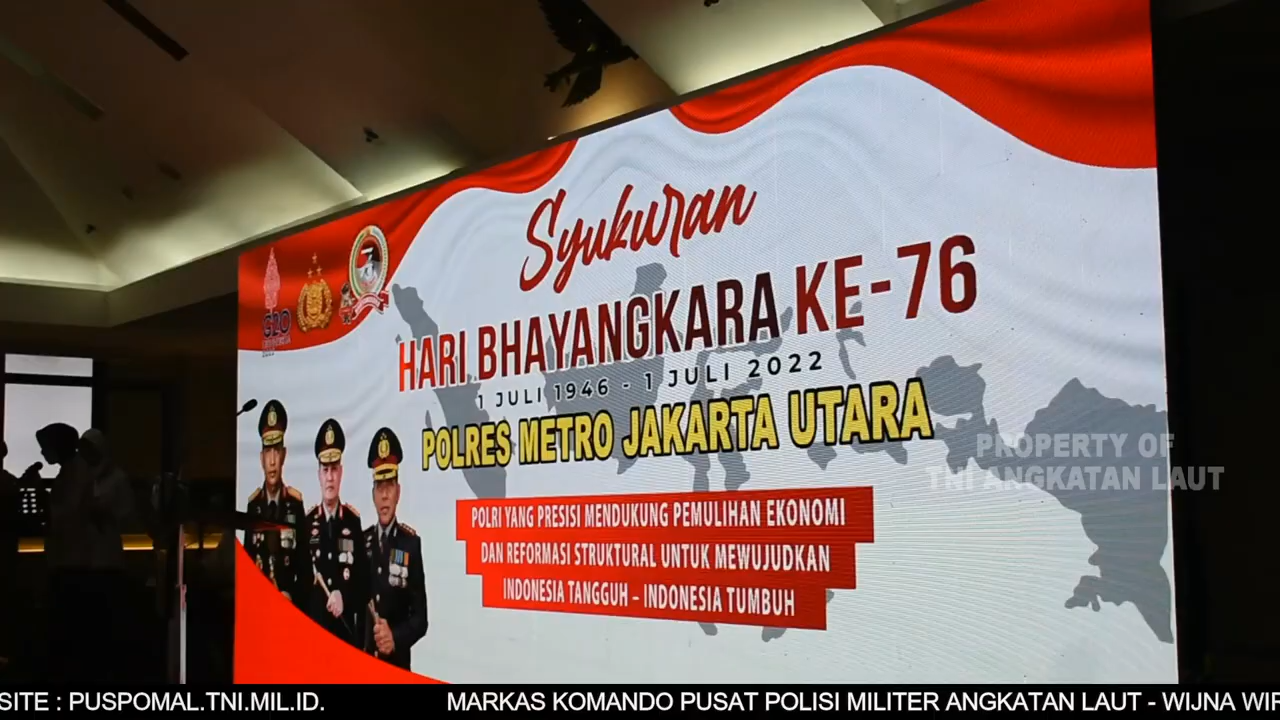 Syukuran
HARI BHAYANGKARA KE-76
1 JULI 1946 - 1 JULI 2022
POLRES METRO JAKARTA UTARA
G20
POLRI YANG PRESISI MENDUKUNG PEMULIHAN EKONOMI
DAN REFORMASI STRUKTURAL UNTUK MEWUJUDKAN
INDONESIA TANGGUH – INDONESIA TUMBUH
PROPERTY OF
TNI ANGKATAN LAUT
SITE : PUSPOMAL.TNI.MIL.ID. MARKAS KOMANDO PUSAT POLISI MILITER ANGKATAN LAUT - WIJNA